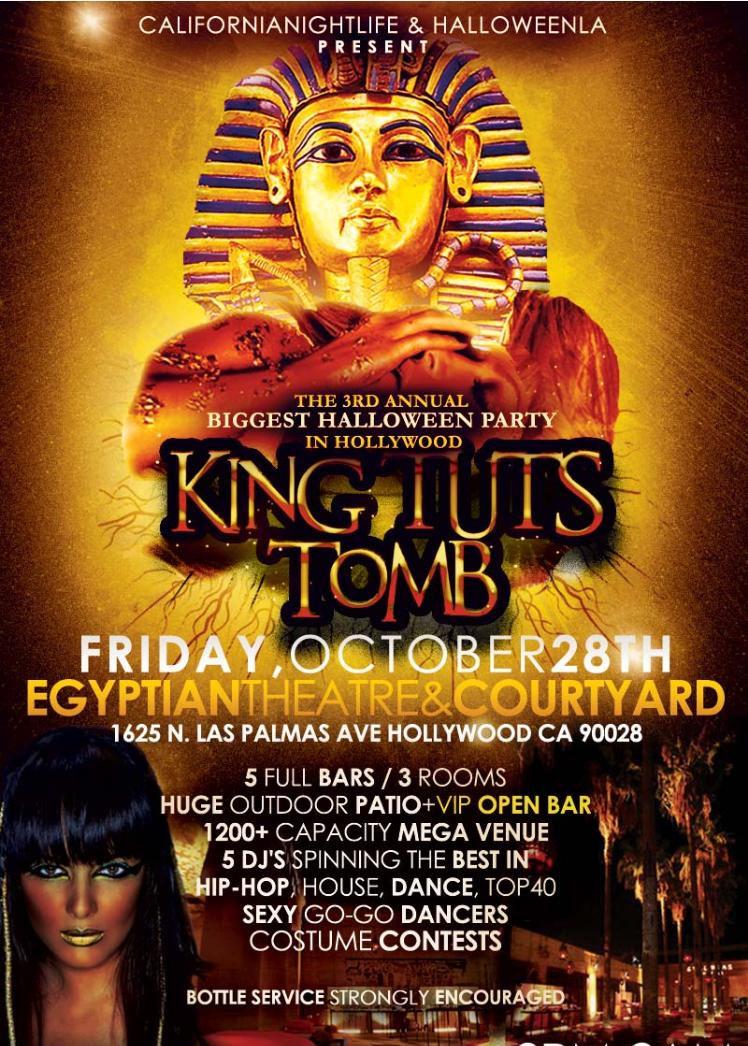 CALIFORNIANIGHTLIFE & HALLOWEENLA
PRESENT
THE 3RD ANNUAL
BIGGEST HALLOWEEN PARTY
IN HOLLYWOOD
KING TUTS
TOMB
FRIDAY, OCTOBER 28TH
EGYPTIAN THEATRE & COURTYARD
1625 N. LAS PALMAS AVE HOLLYWOOD CA 90028
5 FULL BARS / 3 ROOMS
HUGE OUTDOOR PATIO+VIP OPEN BAR
1200+ CAPACITY MEGA VENUE
5 DJ'S SPINNING THE BEST IN
HIP-HOP, HOUSE, DANCE, TOP40
SEXY GO-GO DANCERS
COSTUME CONTESTS
BOTTLE SERVICE STRONGLY ENCOURAGED